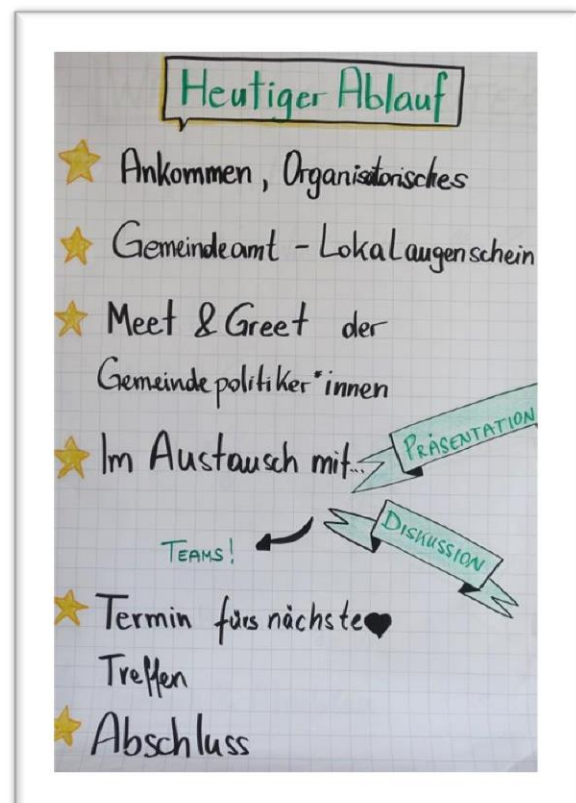 Heutiger Ablauf
Ankommen, Organisatorisches
Gemeindeamt - Lokalaugenschein
Meet & Greet der
Gemeindepolitiker*innen
Im Austausch mit...
PRÄSENTATION
DISKUSSION
TEAMS!
Termin fürs nächste
Treffen
Abschluss